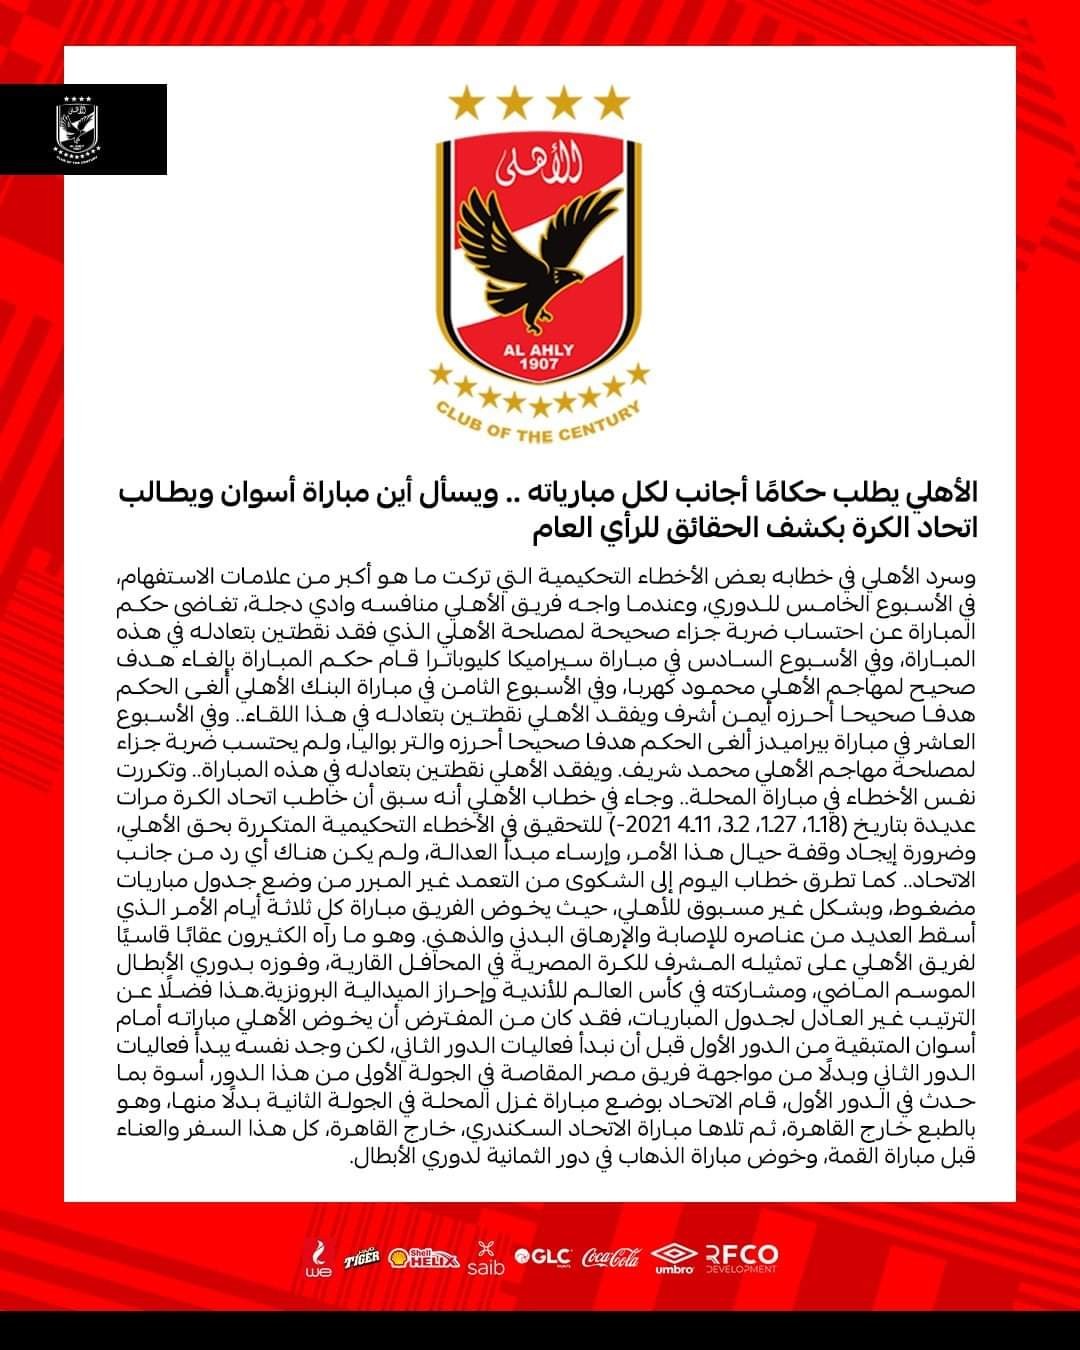 الأهلي
AL AHLY
1907
CLUB OF THE CENTURY
الأهلي يطلب حكامًا أجانب لكل مبارياته .. ويسأل أين مباراة أسوان ويطالب
اتحاد الكرة بكشف الحقائق للرأي العام
وسرد الأهلي في خطابه بعض الأخطاء التحكيمية التي تركت ما هو أكبر من علامات الاستفهام،
في الأسبوع الخامس للدوري، وعندما واجه فريق الأهلي منافسه وادي دجلة، تغاضى حكم
المباراة عن احتساب ضربة جزاء صحيحة لمصلحة الأهلي الذي فقد نقطتين بتعادله في هذه
المباراة، وفي الأسبوع السادس في مباراة سيراميكا كليوباترا قام حكم المباراة بإلغاء هدف
صحيح لمهاجم الأهلي محمود كهربا، وفي الأسبوع الثامن في مباراة البنك الأهلي ألغى الحكم
هدفا صحيحا أحرزه أيمن أشرف ويفقد الأهلي نقطتين بتعادله في هذا اللقاء.. وفي الأسبوع
العاشر في مباراة بيراميدز ألغى الحكم هدفا صحيحا أحرزه والتر بواليا، ولم يحتسب ضربة جزاء
لمصلحة مهاجم الأهلي محمد شريف. ويفقد الأهلي نقطتين بتعادله في هذه المباراة.. وتكررت
نفس الأخطاء في مباراة المحلة.. وجاء في خطاب الأهلي أنه سبق أن خاطب اتحاد الكرة مرات
عديدة بتاريخ (18ـ1، 27ـ1، 2ـ3، 11ـ4 2021-) للتحقيق في الأخطاء التحكيمية المتكررة بحق الأهلي،
وضرورة إيجاد وقفة حيال هذا الأمر، وإرساء مبدأ العدالة، ولم يكن هناك أي رد من جانب
الاتحاد.. كما تطرق خطاب اليوم إلى الشكوى من التعمد غير المبرر من وضع جدول مباريات
مضغوط، وبشكل غير مسبوق للأهلي، حيث يخوض الفريق مباراة كل ثلاثة أيام الأمر الذي
أسقط العديد من عناصره للإصابة والإرهاق البدني والذهني. وهو ما رآه الكثيرون عقابًا قاسيًا
لفريق الأهلي على تمثيله المشرف للكرة المصرية في المحافل القارية، وفوزه بدوري الأبطال
الموسم الماضي، ومشاركته في كأس العالم للأندية وإحراز الميدالية البرونزية.هذا فضلًا عن
الترتيب غير العادل لجدول المباريات، فقد كان من المفترض أن يخوض الأهلي مباراته أمام
أسوان المتبقية من الدور الأول قبل أن نبدأ فعاليات الدور الثاني، لكن وجد نفسه يبدأ فعاليات
الدور الثاني وبدلًا من مواجهة فريق مصر المقاصة في الجولة الأولى من هذا الدور، أسوة بما
حدث في الدور الأول، قام الاتحاد بوضع مباراة غزل المحلة في الجولة الثانية بدلًا منها، وهو
بالطبع خارج القاهرة، ثم تلاها مباراة الاتحاد السكندري، خارج القاهرة، كل هذا السفر والعناء
قبل مباراة القمة، وخوض مباراة الذهاب في دور الثمانية لدوري الأبطال.
we TIGER Shell HELIX saib GLC Coca-Cola umbro RFCO DEVELOPMENT